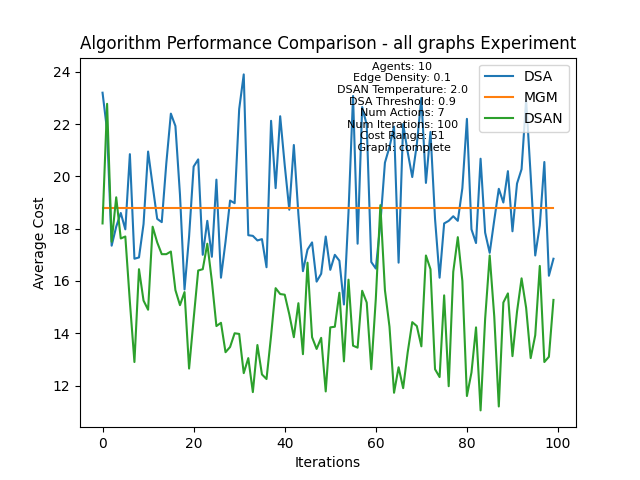 Algorithm Performance Comparison - all graphs Experiment
Agents: 10
Edge Density: 0.1
DSAN Temperature: 2.0
DSA Threshold: 0.9
Num Actions: 7
Num Iterations: 100
Cost Range: 51
Graph: complete
DSA
MGM
DSAN
Average Cost
24
22
20
18
16
14
12
0
20
40
60
80
100
Iterations